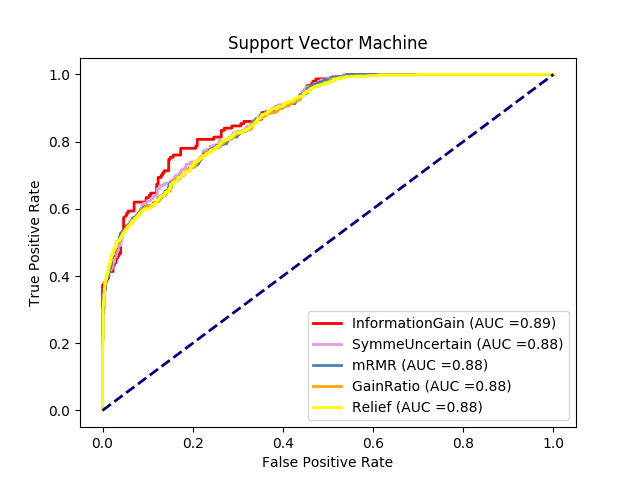 Support Vector Machine
True Positive Rate
1.0
0.8
0.6
0.4
0.2
0.0
InformationGain (AUC =0.89)
SymmeUncertain (AUC =0.88)
mRMR (AUC =0.88)
GainRatio (AUC =0.88)
Relief (AUC =0.88)
0.0 0.2 0.4 0.6 0.8 1.0
False Positive Rate